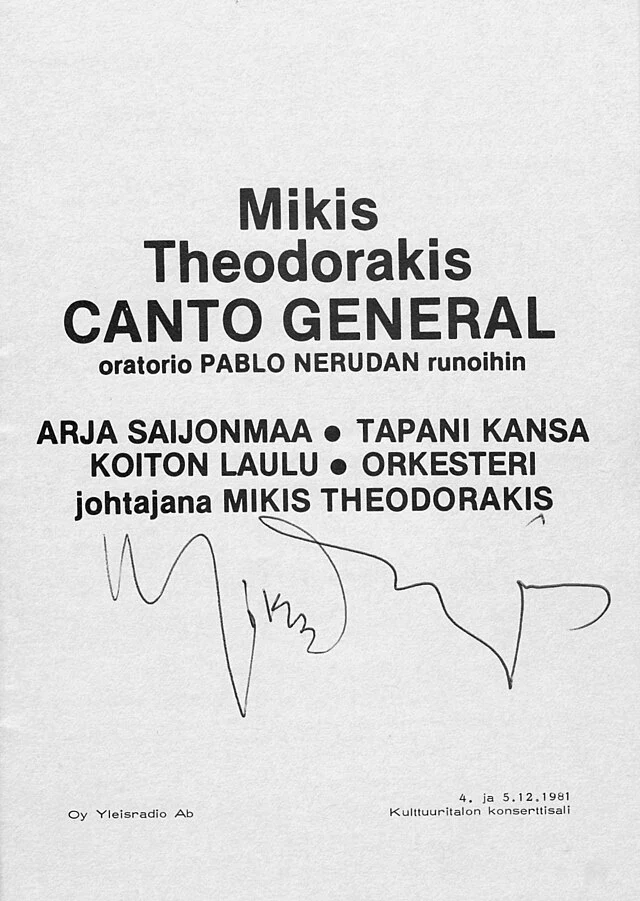 Mikis
Theodorakis
CANTO GENERAL
oratorio PABLO NERUDAN runoihin
ARJA SAIJONMAA ● TAPANI KANSA
KOITON LAULU ● ORKESTERI
johtajana MIKIS THEODORAKIS
Mikis
4. ja 5.12.1981
Oy Yleisradio Ab
Kulttuuritalon konserttisali